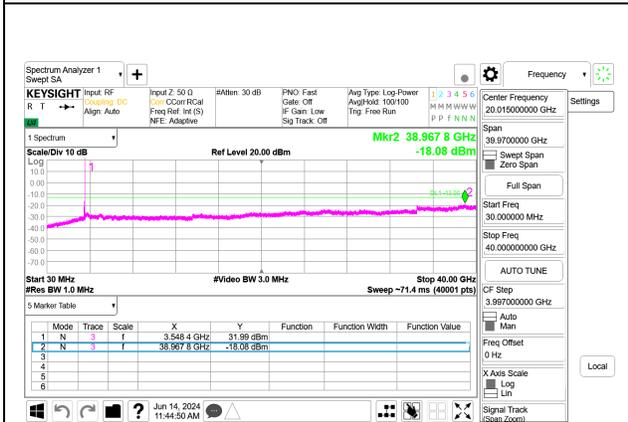 Spectrum Analyzer 1
Swept SA
Frequency
KEYSIGHT
R T
Input: RF
Coupling: DC
Align: Auto
Input Z: 50 Ω
Corr CCorr RCal
Freq Ref: Int (S)
NFE: Adaptive
#Atten: 30 dB
PNO: Fast
Gate: Off
IF Gain: Low
Sig Track: Off
Avg Type: Log-Power
Avg|Hold: 100/100
Trig: Free Run
1 2 3 4 5 6
M M M W W W
P P f N N N
1 Spectrum
Mkr2 38.967 8 GHz
Scale/Div 10 dB
Ref Level 20.00 dBm
-18.08 dBm
Log
10.0
0.00
-10.0
-20.0
-30.0
-40.0
-50.0
-60.0
-70.0
1
DL1 -13.00
2
Start 30 MHz
#Video BW 3.0 MHz
Stop 40.00 GHz
#Res BW 1.0 MHz
Sweep ~71.4 ms (40001 pts)
5 Marker Table
Mode Trace Scale X Y Function Function Width Function Value
1 N 3 f 3.548 4 GHz 31.99 dBm
2 N 3 f 38.967 8 GHz -18.08 dBm
3
4
5
6
Jun 14, 2024
11:44:50 AM
Center Frequency
20.015000000 GHz
Settings
Span
39.9700000 GHz
Swept Span
Zero Span
Full Span
Start Freq
30.000000 MHz
Stop Freq
40.000000000 GHz
AUTO TUNE
CF Step
3.997000000 GHz
Auto
Man
Freq Offset
0 Hz
X Axis Scale
Log
Lin
Local
Signal Track
(Span Zoom)